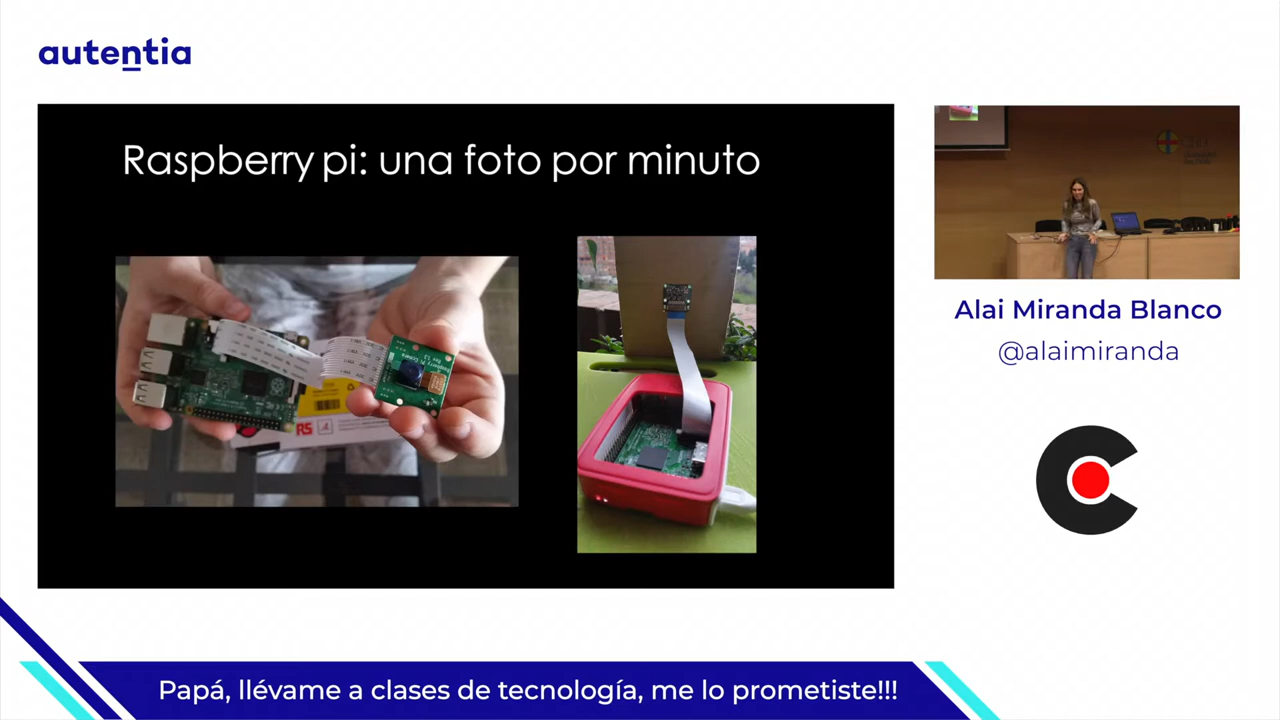 autentia
Raspberry pi: una foto por minuto
RS
Alai Miranda Blanco
@alaimiranda
Papá, llévame a clases de tecnología, me lo prometiste!!!